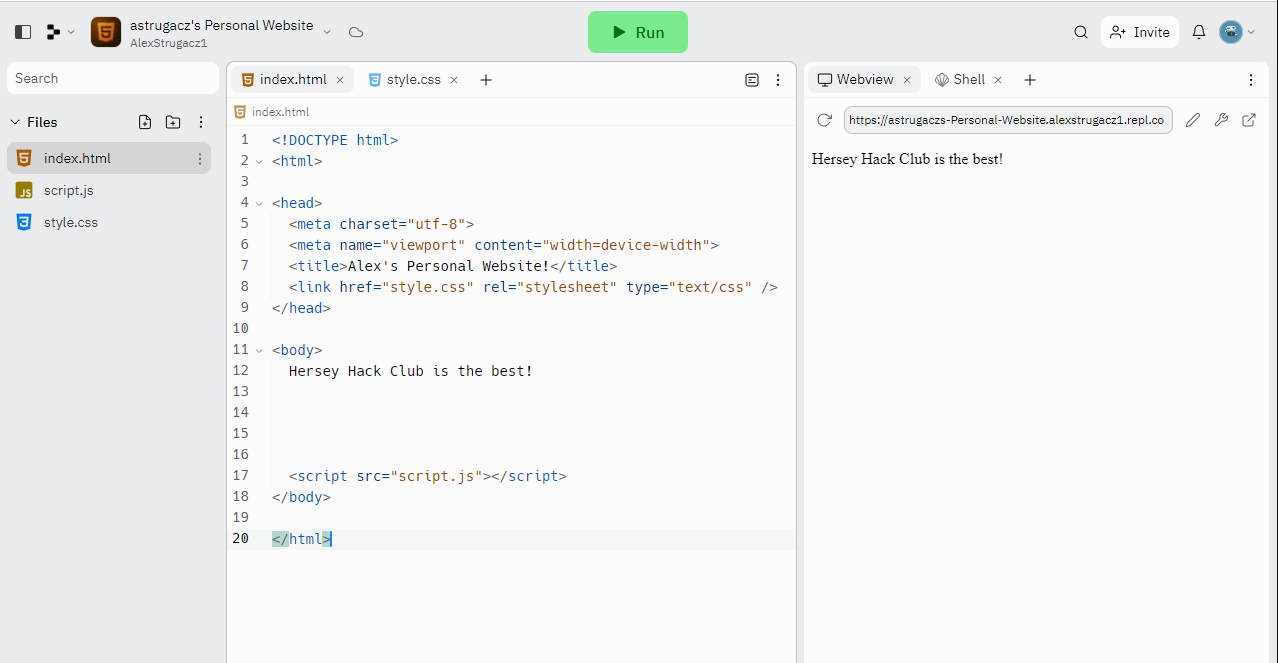 astrugacz's Personal Website
AlexStrugacz1
Run
Invite
Search
Files
index.html
JS script.js
style.css
index.html
style.css
index.html
1 <!DOCTYPE html>
2 <html>
3
4 <head>
5 <meta charset="utf-8">
6 <meta name="viewport" content="width=device-width">
7 <title>Alex's Personal Website!</title>
8 <link href="style.css" rel="stylesheet" type="text/css" />
9 </head>
10
11 <body>
12 Hersey Hack Club is the best!
13
14
15
16
17 <script src="script.js"></script>
18 </body>
19
20 </html>
Webview
Shell
https://astrugaczs-Personal-Website.alexstrugacz1.repl.co
Hersey Hack Club is the best!